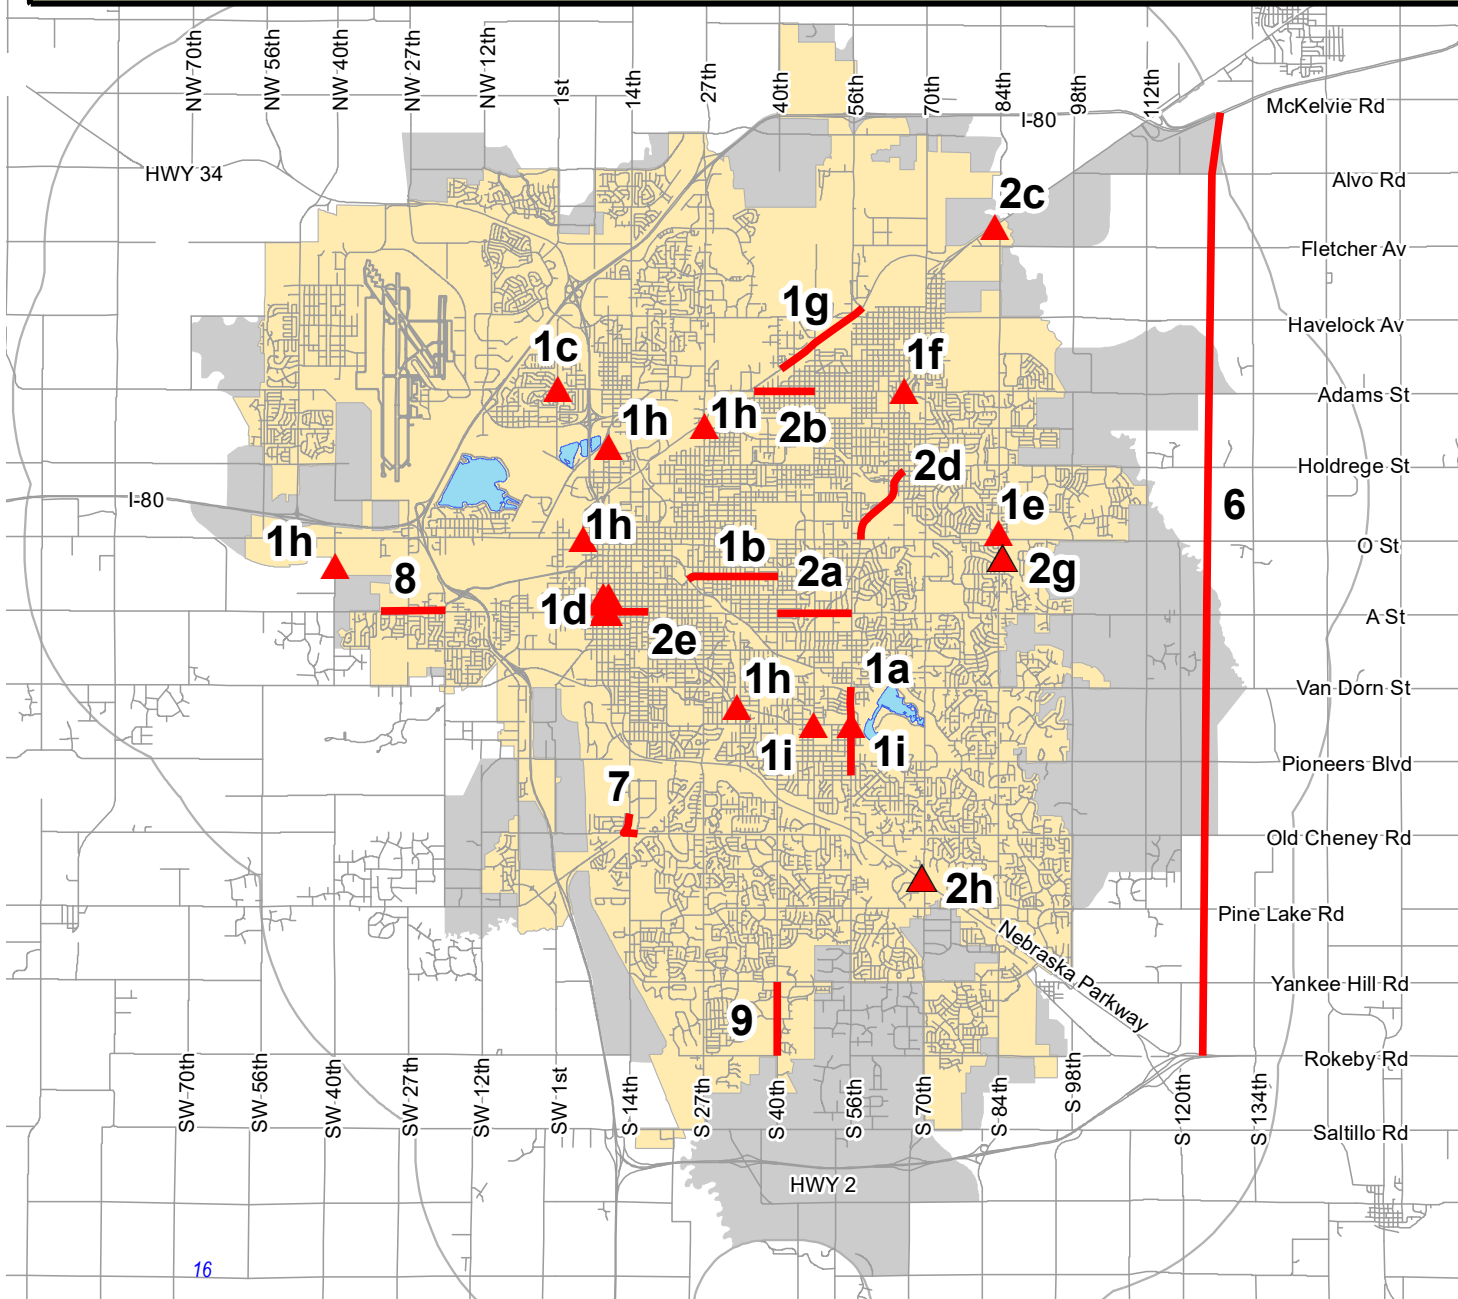 NW 70th
NW 56th
NW 40th
NW 27th
NW 12th
1st
14th
27th
40th
56th
70th
84th
98th
112th
I-80
McKelvie Rd
HWY 34
Alvo Rd
2c
Fletcher Av
1g
Havelock Av
1c
1f
Adams St
1h
1h
2b
2d
Holdrege St
I-80
1e
6
1h
1h
1b
O St
8
2a
2g
1d
A St
2e
1a
1h
Van Dorn St
1i
1i
Pioneers Blvd
7
Old Cheney Rd
2h
Pine Lake Rd
Nebraska Parkway
Yankee Hill Rd
9
Rokeby Rd
SW 70th
SW 56th
SW 40th
SW 27th
SW 12th
SW 1st
S 14th
S 27th
S 40th
S 56th
S 70th
S 84th
S 98th
S 120th
S 134th
Saltillo Rd
HWY 2
16